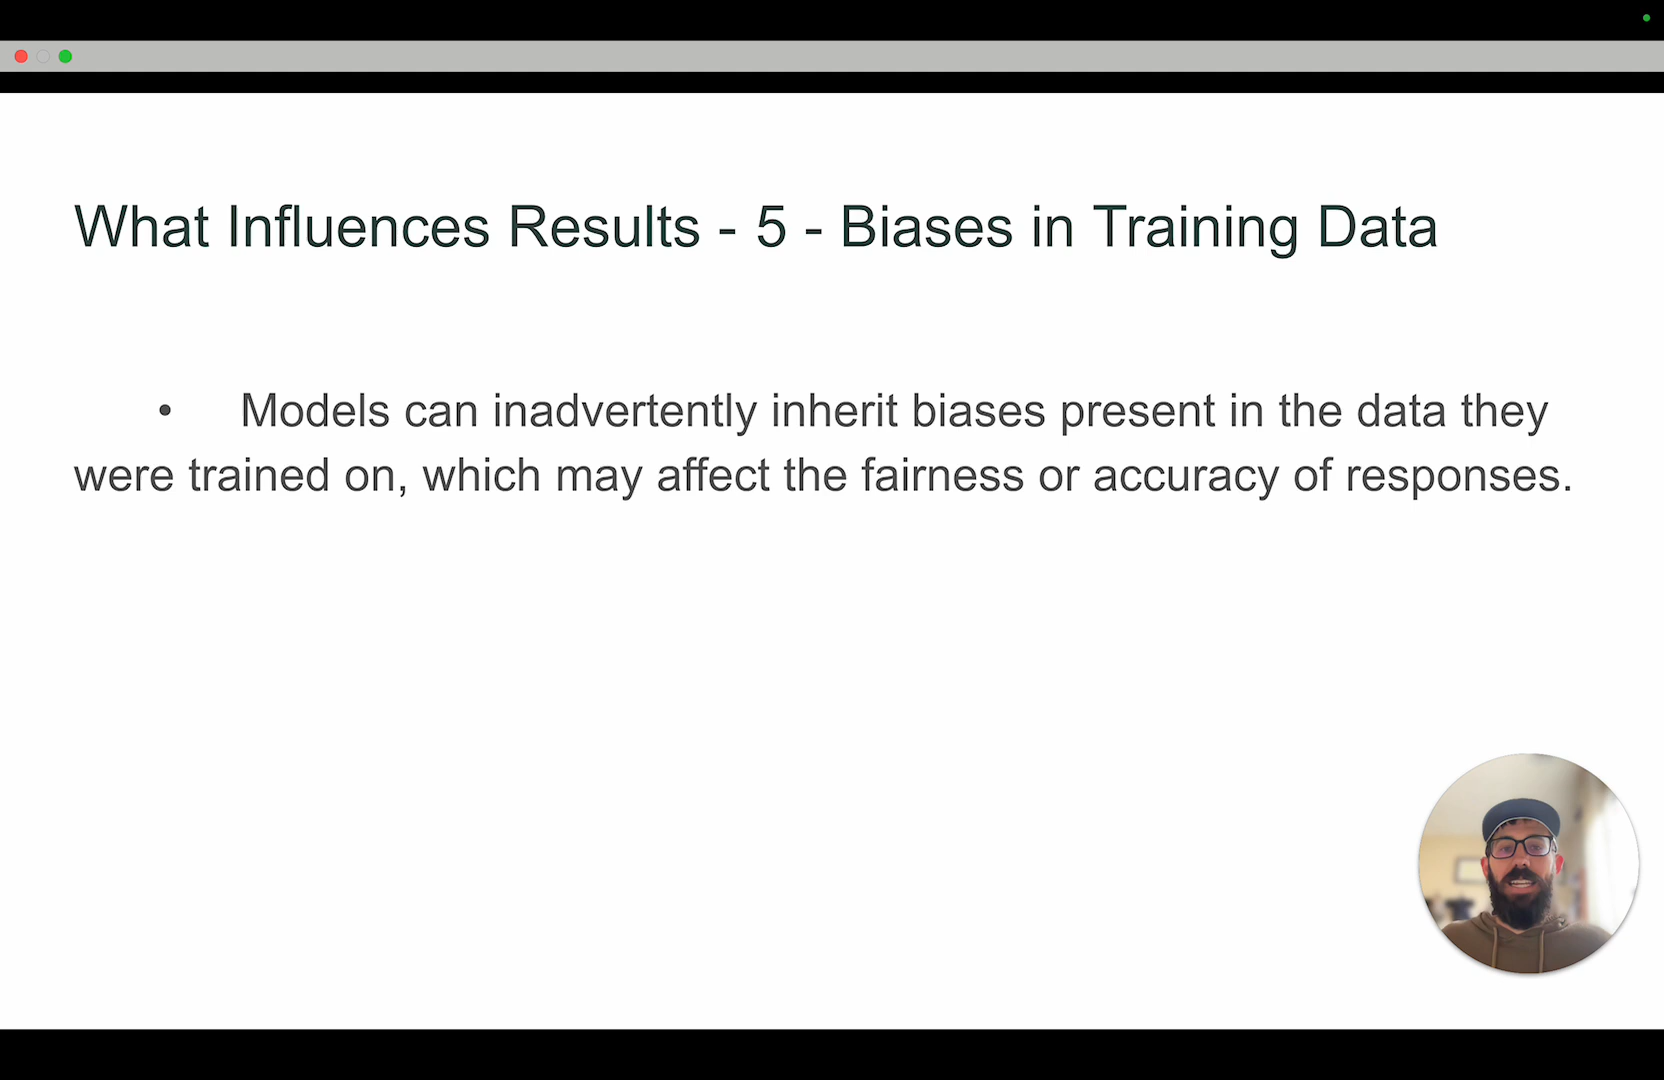 What Influences Results - 5 - Biases in Training Data
• Models can inadvertently inherit biases present in the data they
were trained on, which may affect the fairness or accuracy of responses.